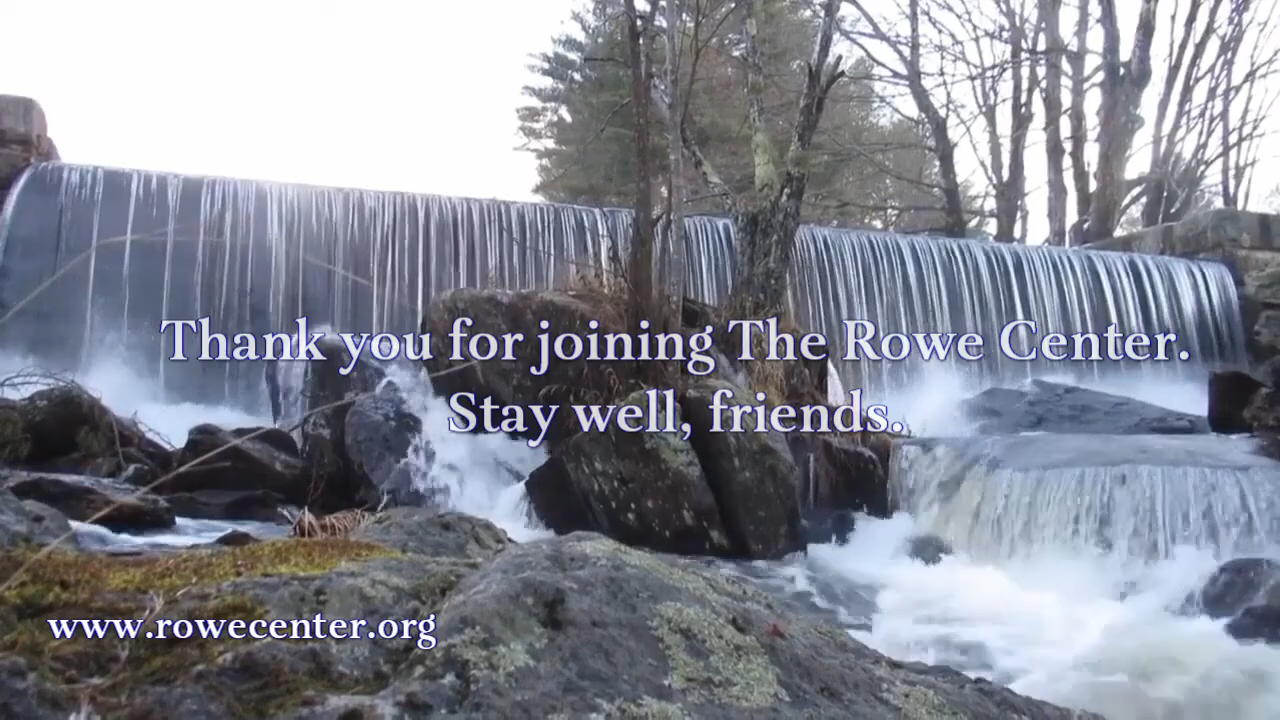 Thank you for joining The Rowe Center.
Stay well, friends.
www.rowecenter.org